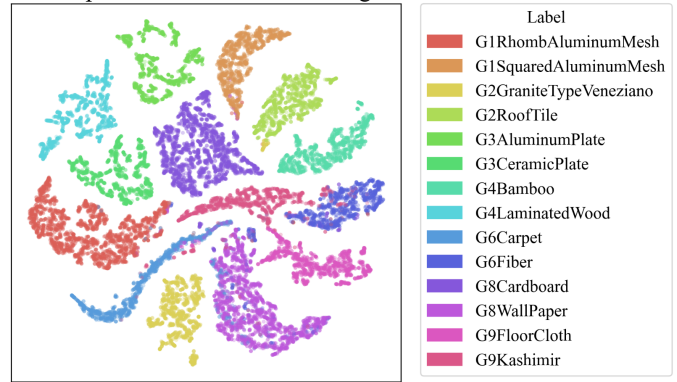 Label
G1RhombAluminumMesh
G1SquaredAluminumMesh
G2GraniteTypeVeneziano
G2RoofTile
G3AluminumPlate
G3CeramicPlate
G4Bamboo
G4LaminatedWood
G6Carpet
G6Fiber
G8Cardboard
G8WallPaper
G9FloorCloth
G9Kashimir